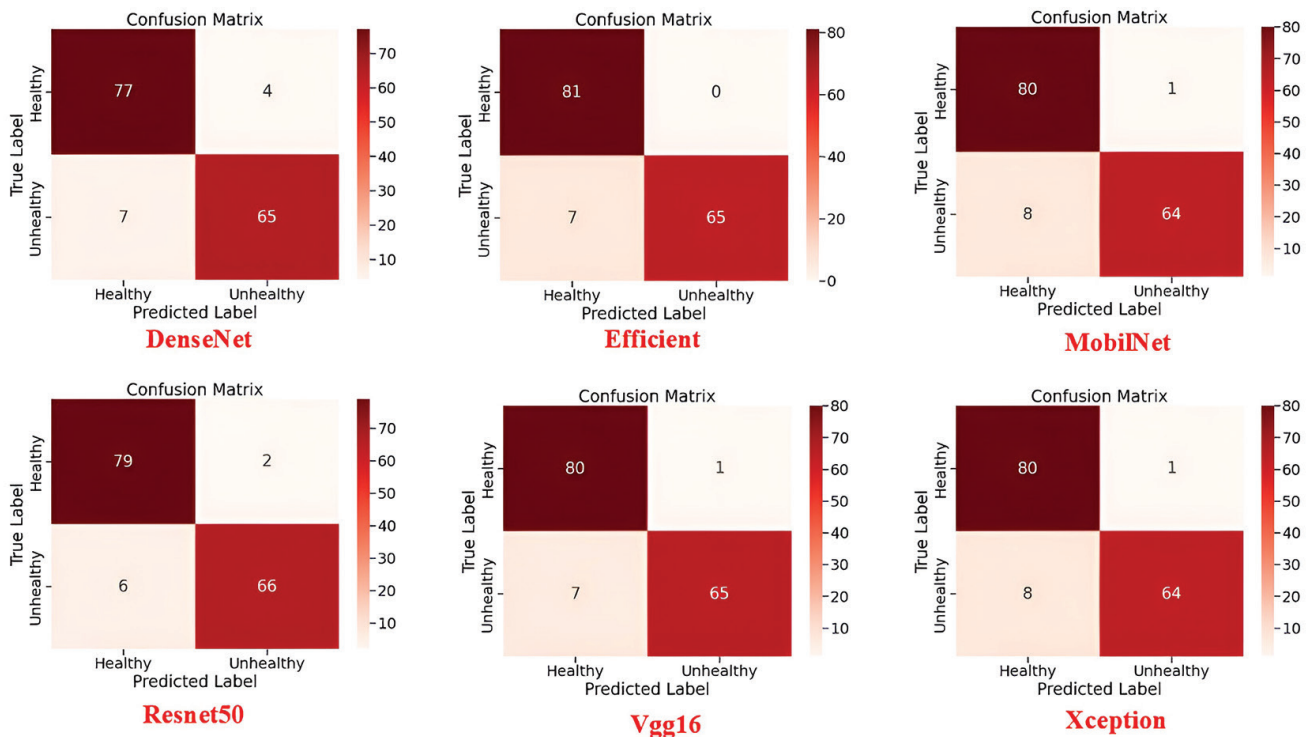 Confusion Matrix
True Label
Healthy
Unhealthy
77 4
7 65
70
60
50
40
30
20
10
Healthy Unhealthy
Predicted Label
DenseNet
Confusion Matrix
True Label
Healthy
Unhealthy
81 0
7 65
80
60
40
20
0
Healthy Unhealthy
Predicted Label
Efficient
Confusion Matrix
True Label
Healthy
Unhealthy
80 1
8 64
80
70
60
50
40
30
20
10
Healthy Unhealthy
Predicted Label
MobilNet
Confusion Matrix
True Label
Healthy
Unhealthy
79 2
6 66
70
60
50
40
30
20
10
Healthy Unhealthy
Predicted Label
Resnet50
Confusion Matrix
True Label
Healthy
Unhealthy
80 1
7 65
80
70
60
50
40
30
20
10
Healthy Unhealthy
Predicted Label
Vgg16
Confusion Matrix
True Label
Healthy
Unhealthy
80 1
8 64
80
70
60
50
40
30
20
10
Healthy Unhealthy
Predicted Label
Xception